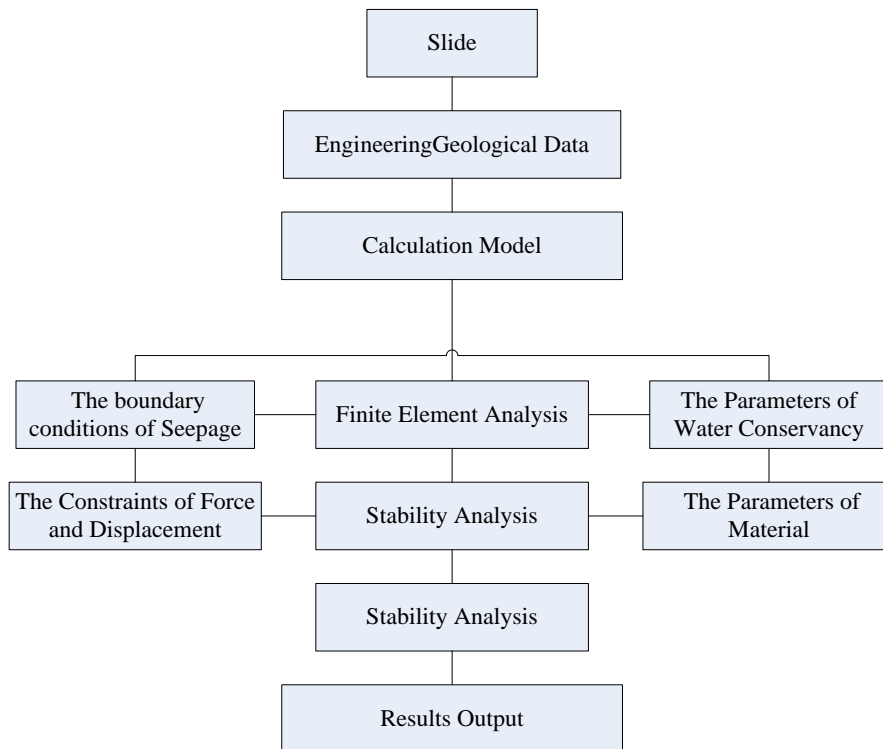 Slide
EngineeringGeological Data
Calculation Model
The boundary
conditions of Seepage
Finite Element Analysis
The Parameters of
Water Conservancy
The Constraints of Force
and Displacement
Stability Analysis
The Parameters of
Material
Stability Analysis
Results Output